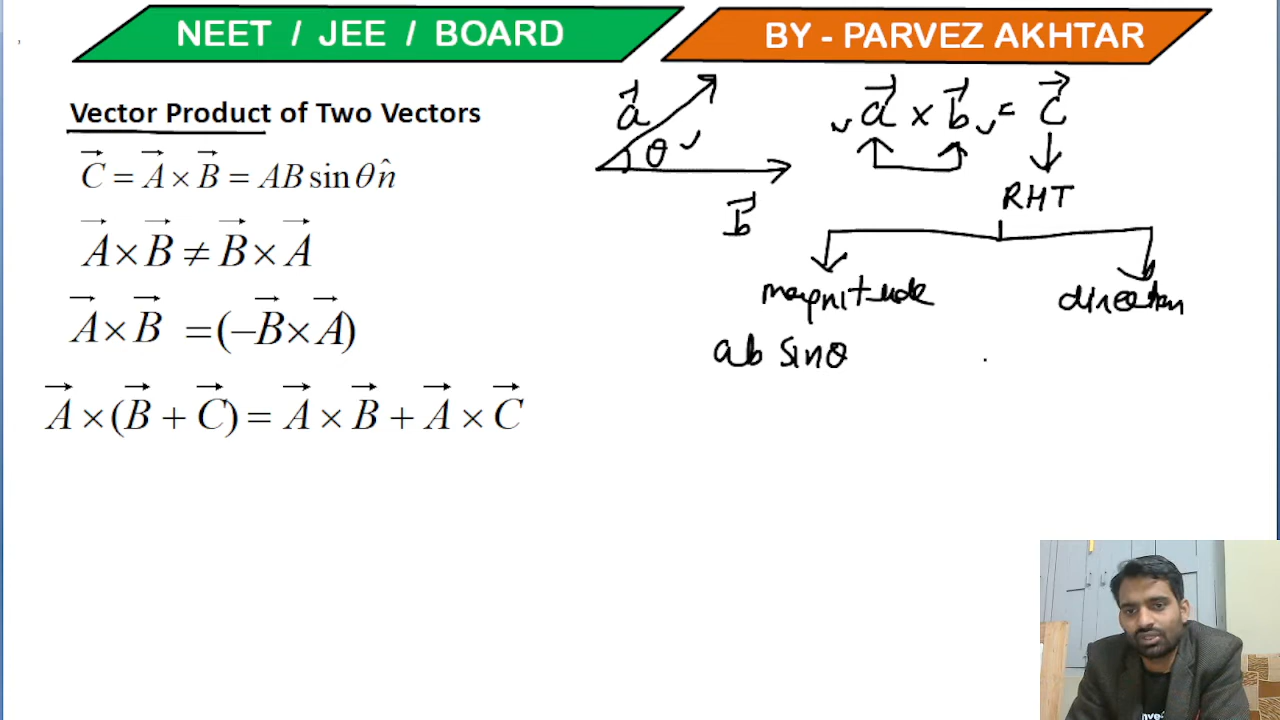 NEET / JEE / BOARD
BY - PARVEZ AKHTAR
Vector Product of Two Vectors
C⃗ = A⃗ × B⃗ = AB sin θ n̂
A⃗ × B⃗ ≠ B⃗ × A⃗
A⃗ × B⃗ = (−B⃗ × A⃗)
A⃗ × (B⃗ + C⃗) = A⃗ × B⃗ + A⃗ × C⃗
a⃗
θ
b⃗
a⃗ × b⃗ = c⃗
RHT
magnitude
direction
ab sinθ